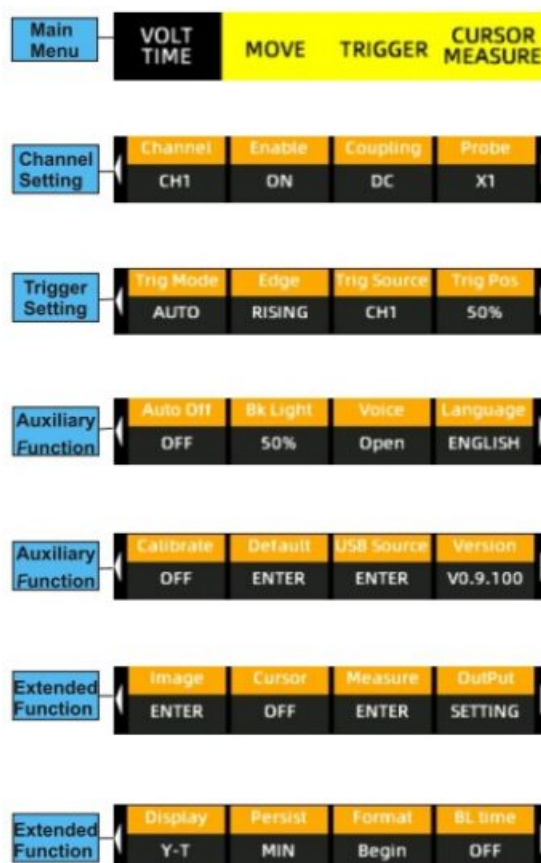 Main
Menu
VOLT
TIME
MOVE
TRIGGER
CURSOR
MEASURE
Channel
Setting
Channel Enable Coupling Probe
CH1 ON DC X1
Trigger
Setting
Trig Mode Edge Trig Source Trig Pos
AUTO RISING CH1 50%
Auxiliary
Function
Auto Off Bk Light Voice Language
OFF 50% Open ENGLISH
Auxiliary
Function
Calibrate Default USB Source Version
OFF ENTER ENTER V0.9.100
Extended
Function
Image Cursor Measure OutPut
ENTER OFF ENTER SETTING
Extended
Function
Display Persist Format BL time
Y-T MIN Begin OFF